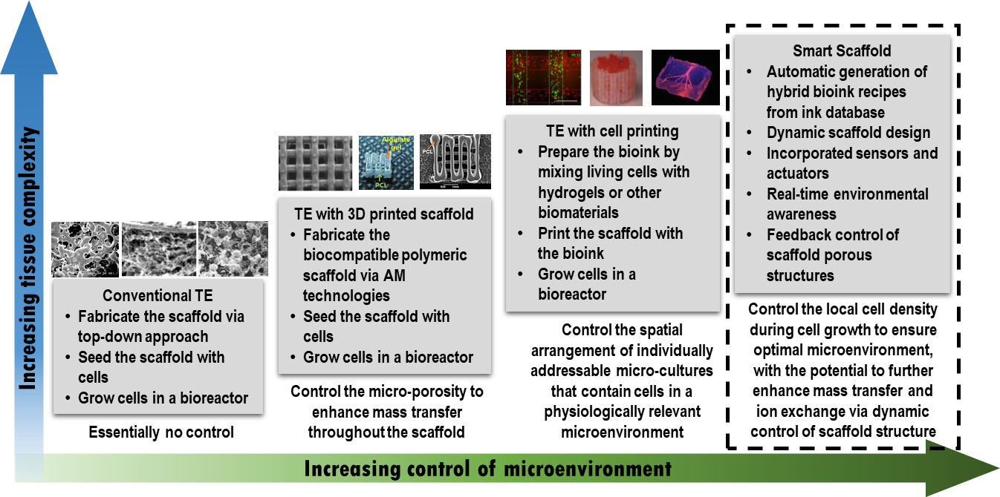 Increasing tissue complexity
Conventional TE
• Fabricate the scaffold via
top-down approach
• Seed the scaffold with
cells
• Grow cells in a bioreactor
Essentially no control
Alginate
gel
PCL
PCL
TE with 3D printed scaffold
• Fabricate the
biocompatible polymeric
scaffold via AM
technologies
• Seed the scaffold with
cells
• Grow cells in a bioreactor
Control the micro-porosity to
enhance mass transfer
throughout the scaffold
TE with cell printing
• Prepare the bioink by
mixing living cells with
hydrogels or other
biomaterials
• Print the scaffold with
the bioink
• Grow cells in a
bioreactor
Control the spatial
arrangement of individually
addressable micro-cultures
that contain cells in a
physiologically relevant
microenvironment
Smart Scaffold
• Automatic generation of
hybrid bioink recipes
from ink database
• Dynamic scaffold design
• Incorporated sensors and
actuators
• Real-time environmental
awareness
• Feedback control of
scaffold porous
structures
Control the local cell density
during cell growth to ensure
optimal microenvironment,
with the potential to further
enhance mass transfer and
ion exchange via dynamic
control of scaffold structure
Increasing control of microenvironment